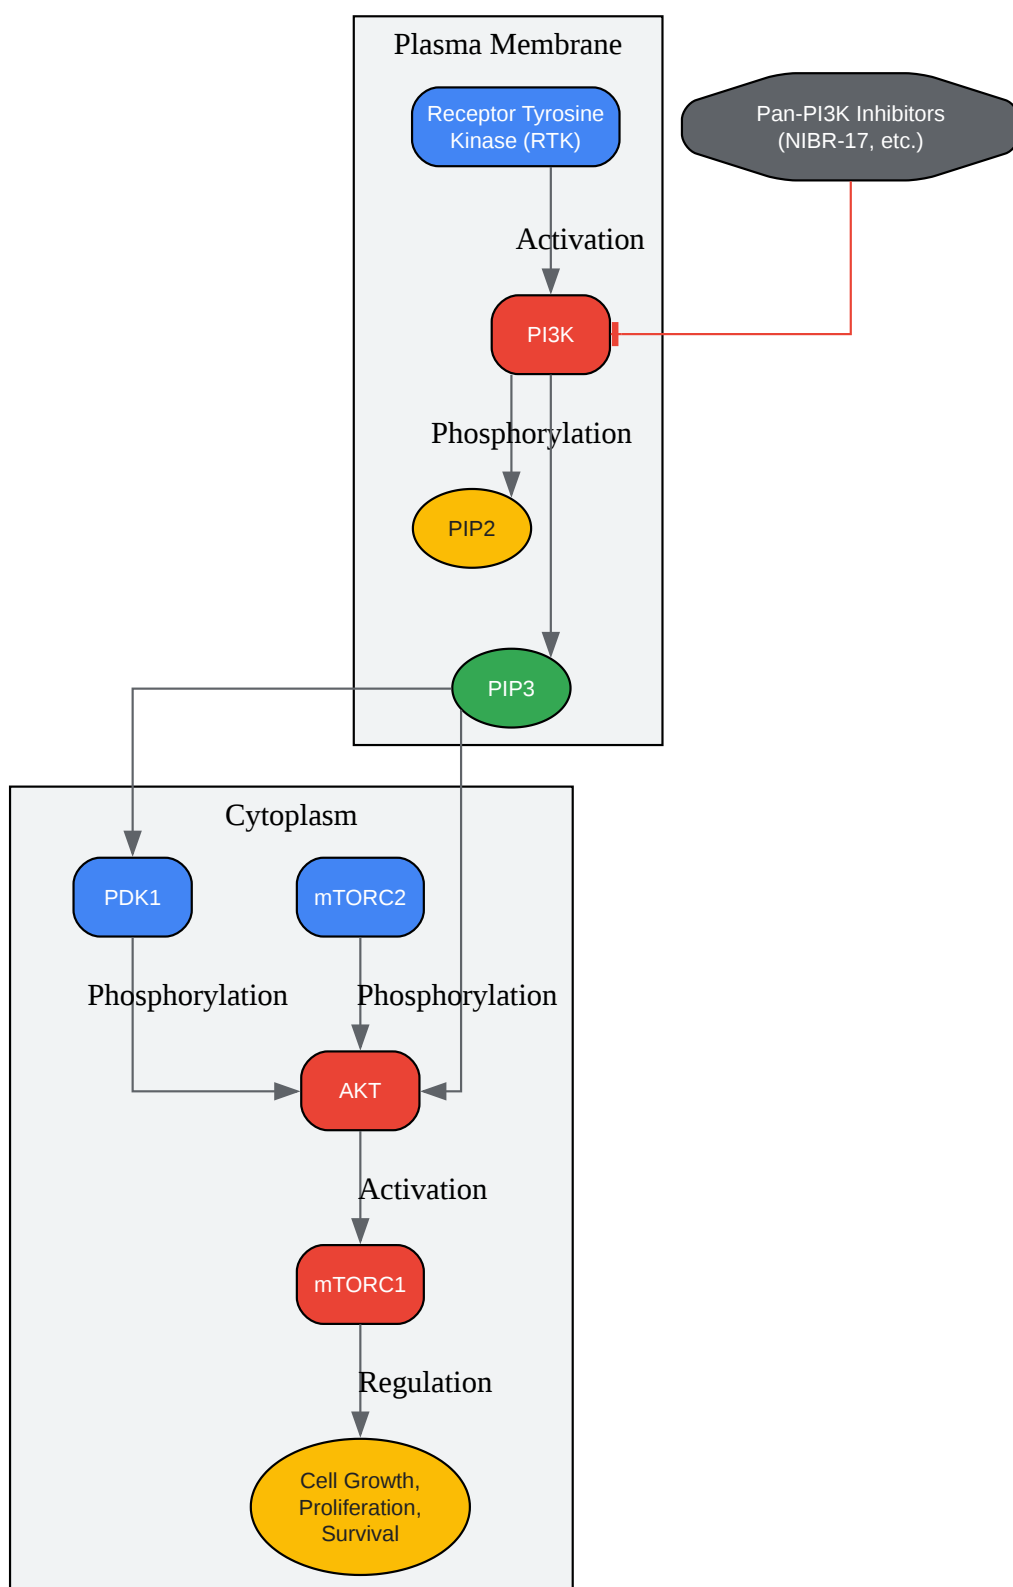 Plasma Membrane
Receptor Tyrosine
Kinase (RTK)
Pan-PI3K Inhibitors
(NIBR-17, etc.)
Activation
PI3K
Phosphorylation
PIP2
PIP3
Cytoplasm
PDK1
mTORC2
Phosphorylation
Phosphorylation
AKT
Activation
mTORC1
Regulation
Cell Growth,
Proliferation,
Survival